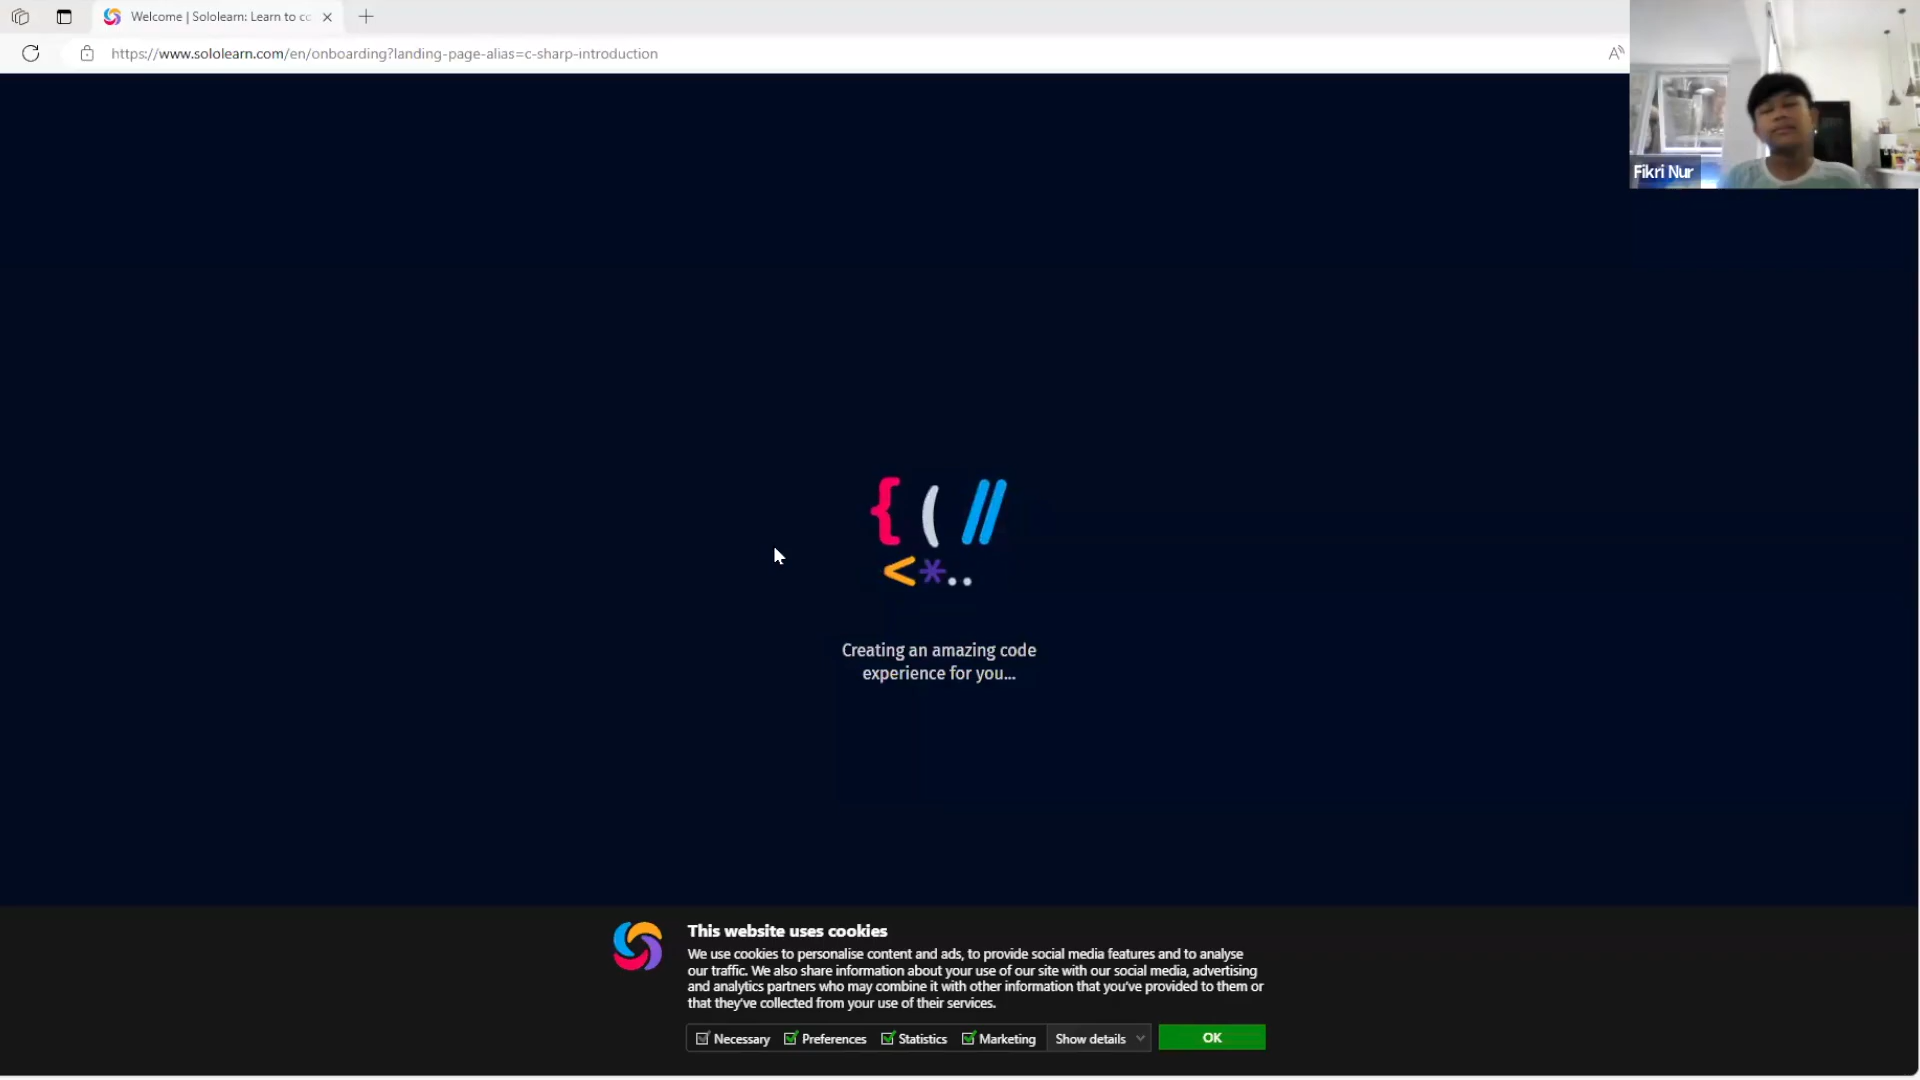 Welcome | Sololearn: Learn to cc
https://www.sololearn.com/en/onboarding?landing-page-alias=c-sharp-introduction
Fikri Nur
{ ( //
<*..
Creating an amazing code
experience for you...
This website uses cookies
We use cookies to personalise content and ads, to provide social media features and to analyse
our traffic. We also share information about your use of our site with our social media, advertising
and analytics partners who may combine it with other information that you've provided to them or
that they've collected from your use of their services.
Necessary Preferences Statistics Marketing Show details OK